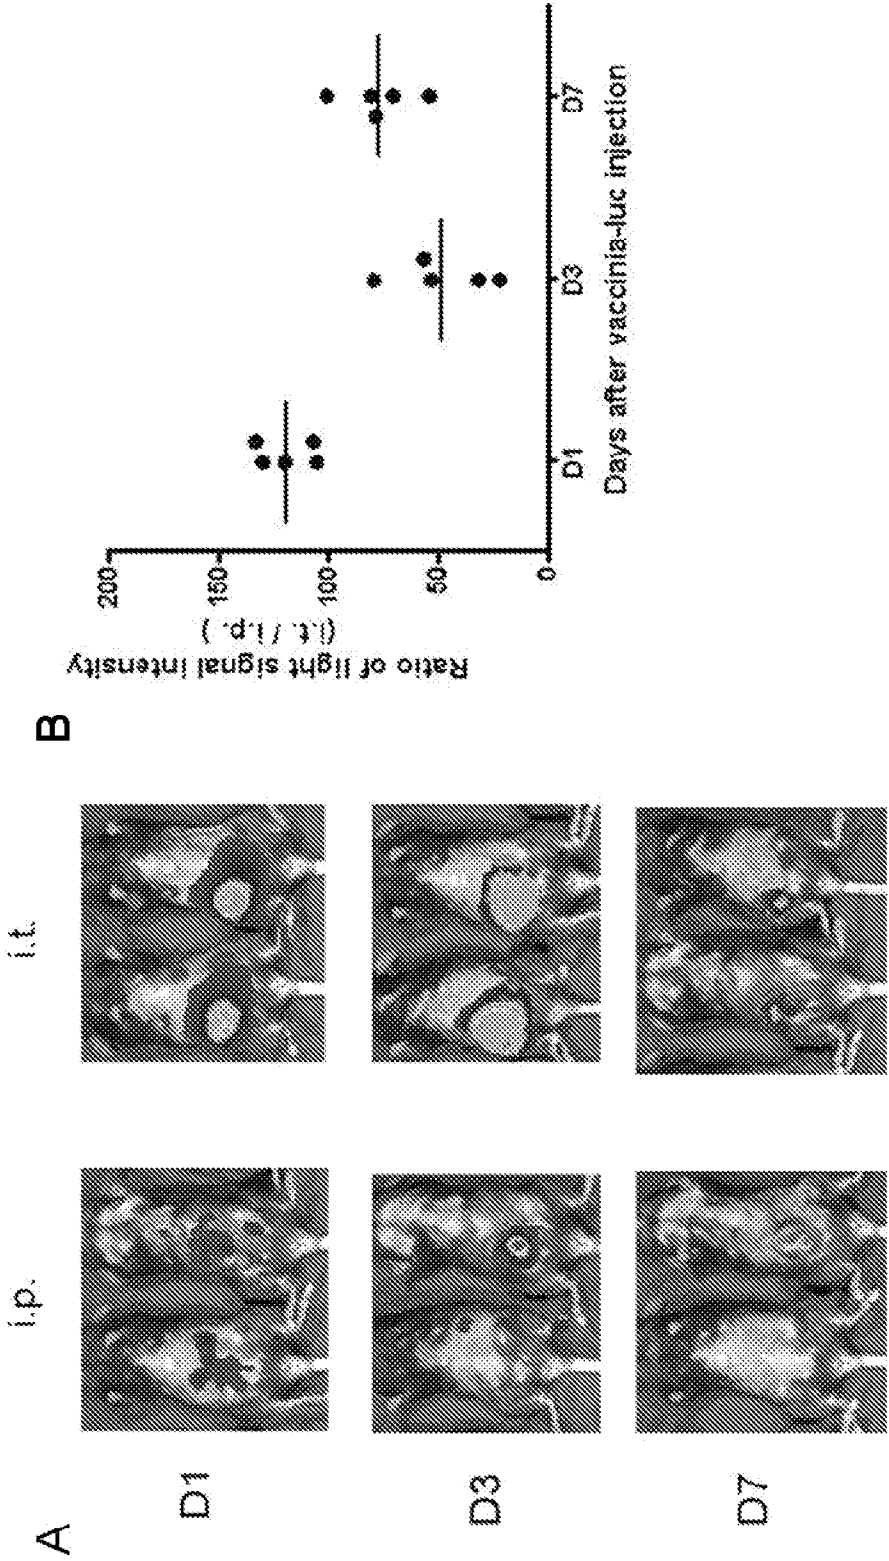 A
i.p.
i.t.
D1
D3
D7
B
Ratio of light signal intensity
(i.t. / i.p. )
200
150
100
50
0
D1
D3
D7
Days after vaccinia-luc injection